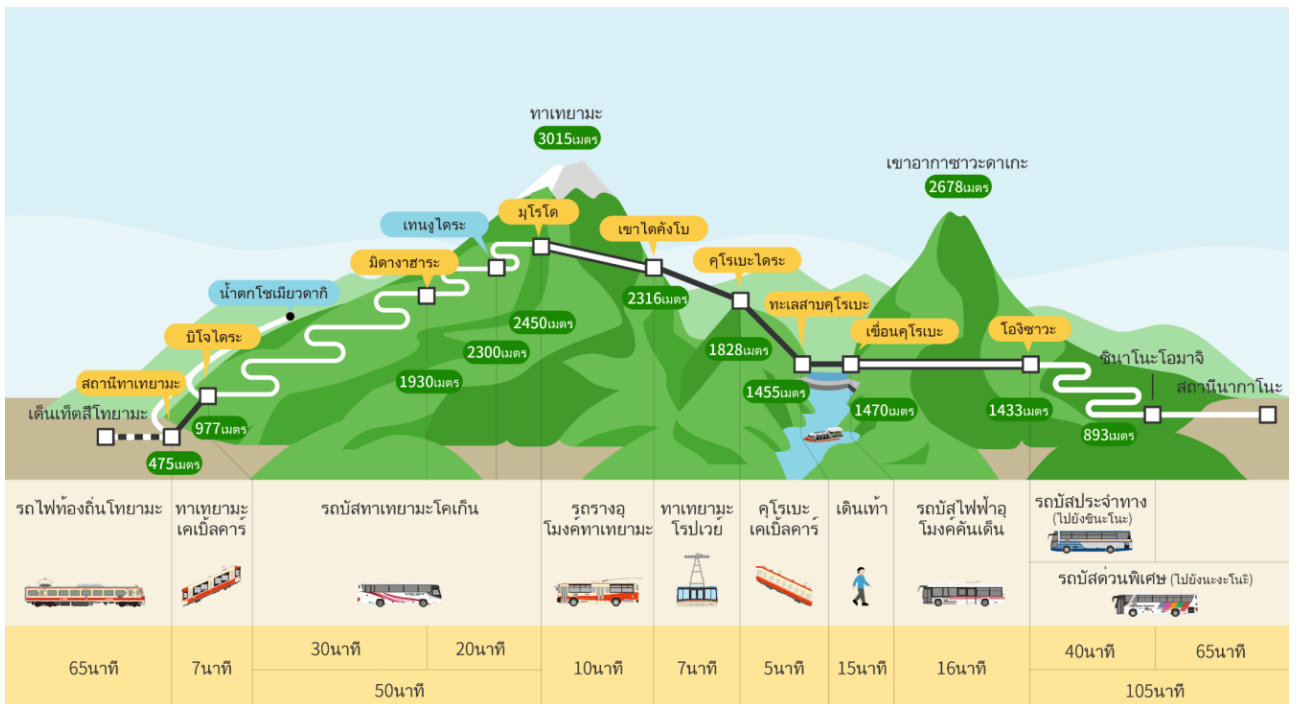 ทาเทยามะ
3015เมตร
เขาอากาซาวะดาเกะ
2678เมตร
มุโรโด
เทนงูไดระ
เขาไดคังโบ
มิดางาฮาระ
คุโรเบะไดระ
น้ำตกโชเมียวดากิ
2316เมตร
ทะเลสาบคุโรเบะ
บิโจไดระ
2450เมตร
เขื่อนคุโรเบะ
โอกิซาวะ
2300เมตร
1828เมตร
ชินาโนะโอมาจิ
สถานีทาเทยามะ
1930เมตร
1455เมตร
สถานีนากาโนะ
เด็นเท็ตสึโทยามะ
977เมตร
1470เมตร
1433เมตร
893เมตร
475เมตร
รถไฟท้องถิ่นโทยามะ
ทาเทยามะ
เคเบิ้ลคาร์
รถบัสทาเทยามะโคเก็น
รถรางอุ
โมงค์ทาเทยามะ
ทาเทยามะ
โรปเวย์
คุโรเบะ
เคเบิ้ลคาร์
เดินเท้า
รถบัสไฟฟ้าอุ
โมงค์คันเด็น
รถบัสประจำทาง
(ไปยังชินะโนะ)
รถบัสด่วนพิเศษ (ไปยังนะงะโนะ)
65นาที
7นาที
30นาที
20นาที
50นาที
10นาที
7นาที
5นาที
15นาที
16นาที
40นาที
65นาที
105นาที